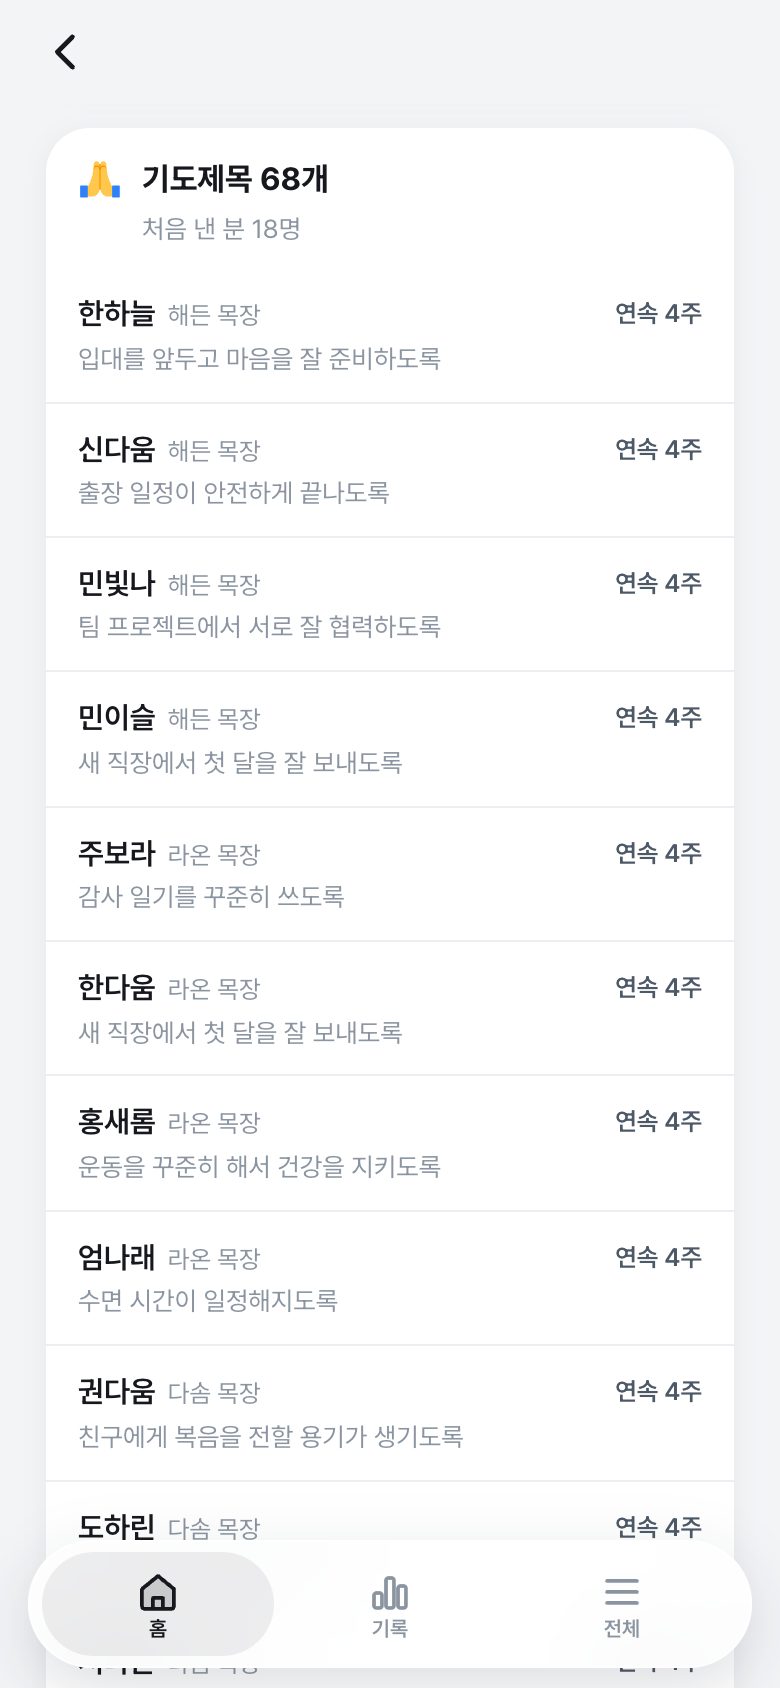 기도제목 68개
처음 낸 분 18명
한하늘 해든 목장 연속 4주
입대를 앞두고 마음을 잘 준비하도록
신다움 해든 목장 연속 4주
출장 일정이 안전하게 끝나도록
민빛나 해든 목장 연속 4주
팀 프로젝트에서 서로 잘 협력하도록
민이슬 해든 목장 연속 4주
새 직장에서 첫 달을 잘 보내도록
주보라 라온 목장 연속 4주
감사 일기를 꾸준히 쓰도록
한다움 라온 목장 연속 4주
새 직장에서 첫 달을 잘 보내도록
홍새롬 라온 목장 연속 4주
운동을 꾸준히 해서 건강을 지키도록
엄나래 라온 목장 연속 4주
수면 시간이 일정해지도록
권다움 다솜 목장 연속 4주
친구에게 복음을 전할 용기가 생기도록
도하린 다솜 목장 연속 4주
홈 기록 전체